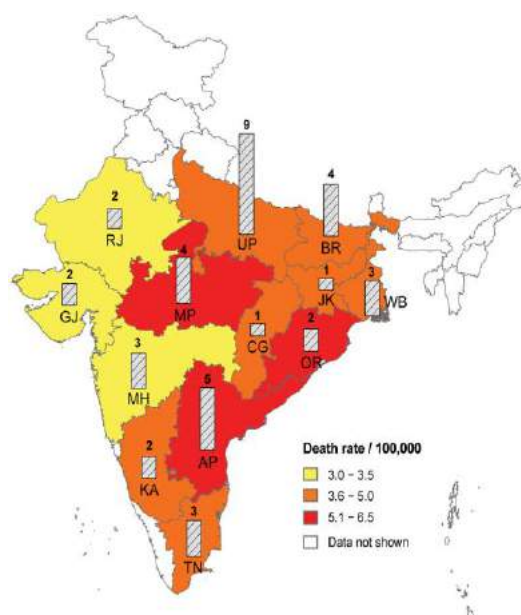 9
4
2
RJ
UP
BR
4
1
3
2
JK
WB
GJ
MP
1
2
CG
OR
3
MH
5
AP
2
KA
3
TN
Death rate / 100,000
3.0 – 3.5
3.6 – 5.0
5.1 – 6.5
Data not shown